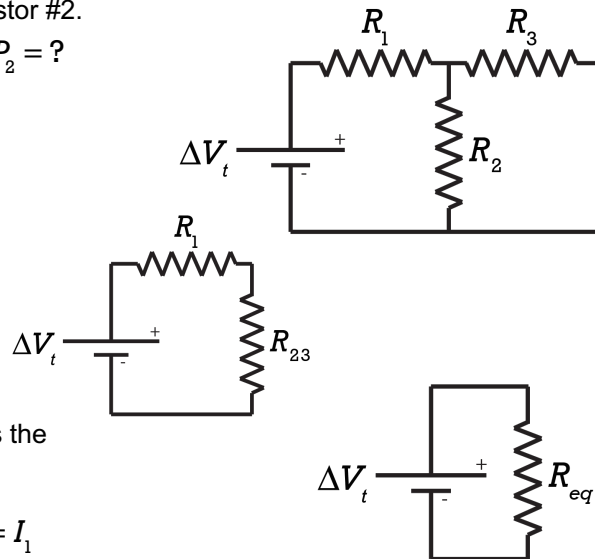 stor #2.
P₂ = ?
R₁
R₃
ΔVₜ
+
-
R₂
R₁
ΔVₜ
+
-
R₂₃
s the
ΔVₜ
+
-
R_eq
= I₁